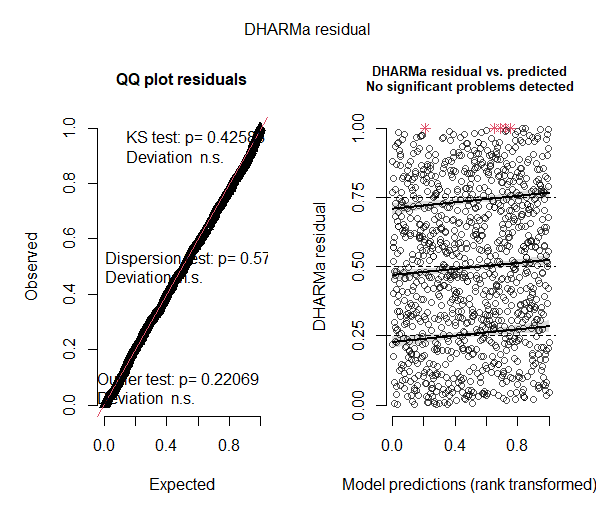 DHARMa residual
QQ plot residuals
KS test: p= 0.4258
Deviation n.s.
Dispersion test: p= 0.57
Deviation n.s.
Outlier test: p= 0.22069
Deviation n.s.
Observed
0.0 0.2 0.4 0.6 0.8 1.0
0.0 0.4 0.8
Expected
DHARMa residual vs. predicted
No significant problems detected
DHARMa residual
0.00 0.25 0.50 0.75 1.00
0.0 0.4 0.8
Model predictions (rank transformed)